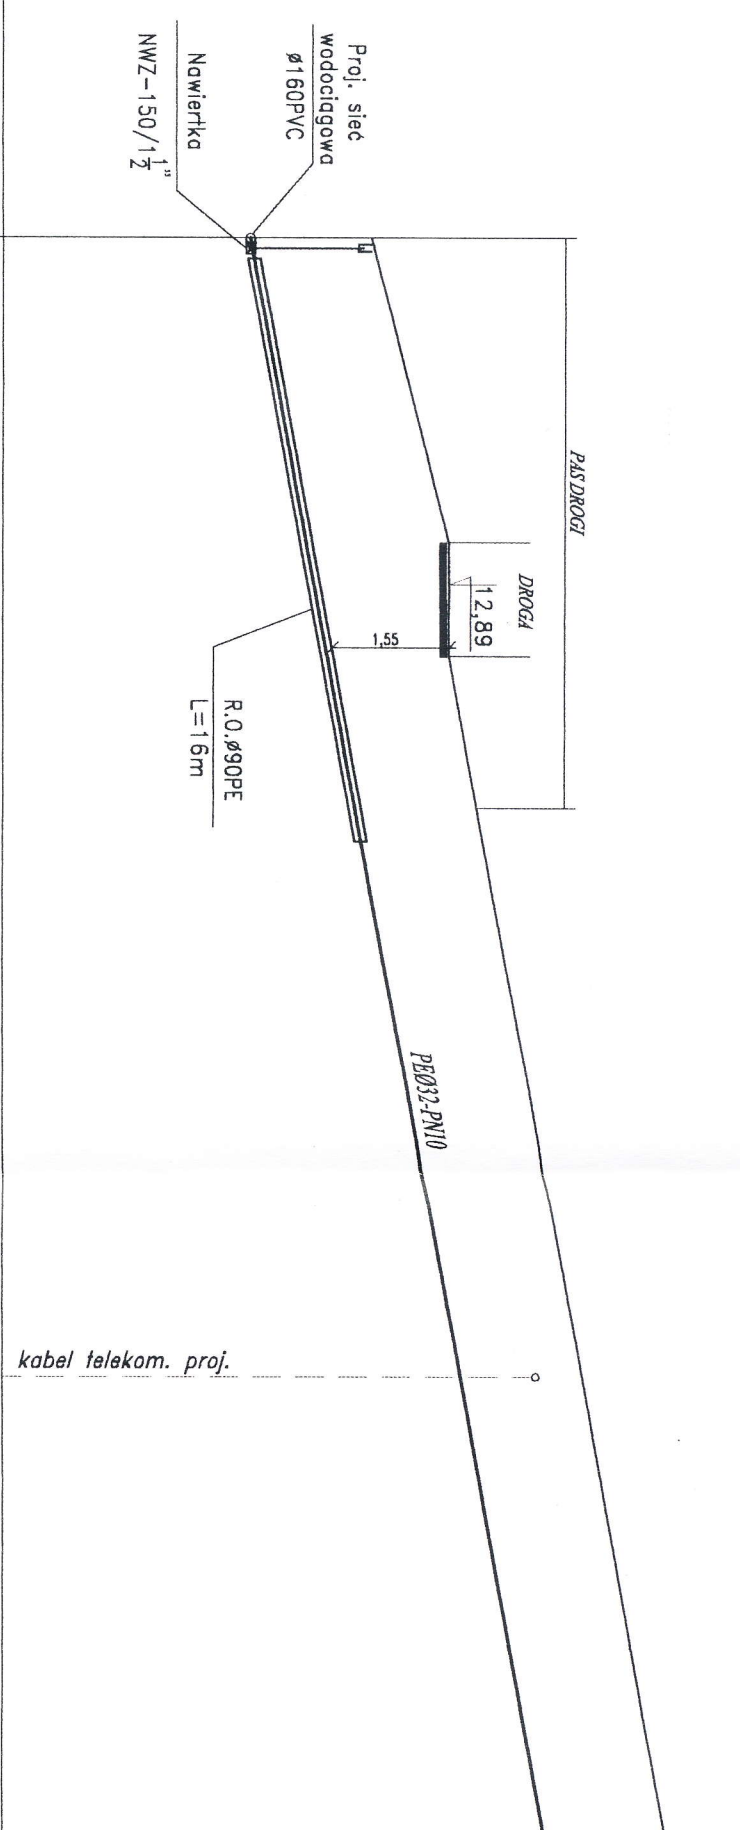 Proj. sieć
wodociągowa
ø160PVC
Nawiertka
NWZ-150/1½"
PAS DROGI
DROGA
12,89
1,55
R.O.ø90PE
L=16m
PEØ32-PN10
kabel telekom. proj.